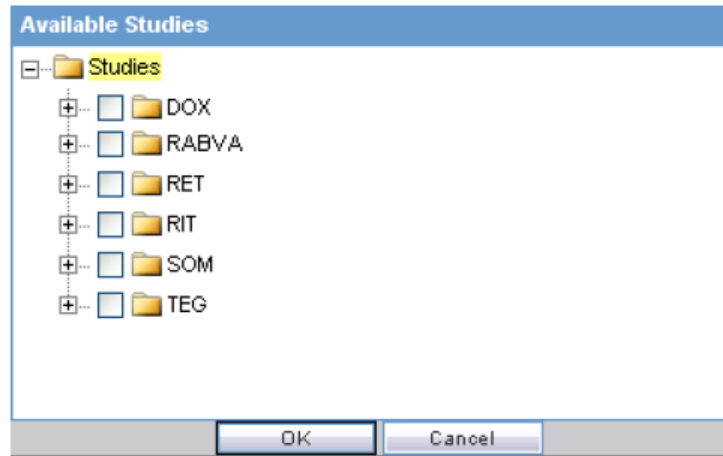 Available Studies
Studies
DOX
RABVA
RET
RIT
SOM
TEG
OK Cancel